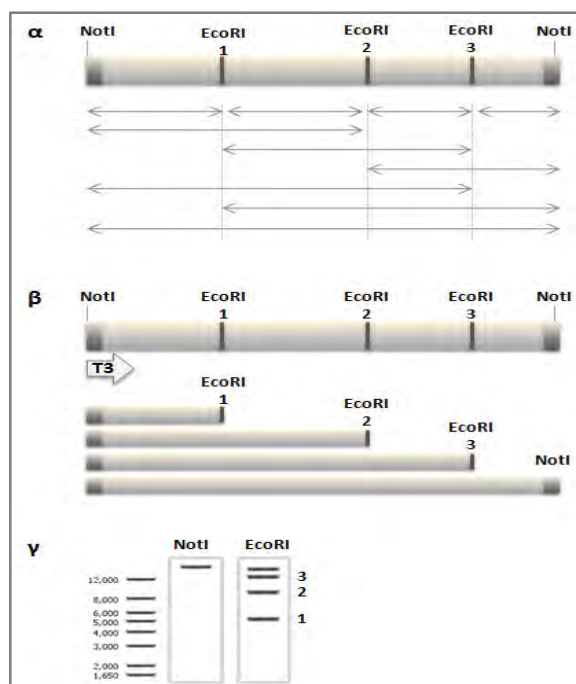 α
NotI EcoRI EcoRI EcoRI NotI
1 2 3
β
NotI EcoRI EcoRI EcoRI NotI
1 2 3
T3
EcoRI
1
EcoRI
2
EcoRI
3
NotI
γ
NotI EcoRI
12,000
8,000
6,000
5,000
4,000
3,000
2,000
1,650
3
2
1